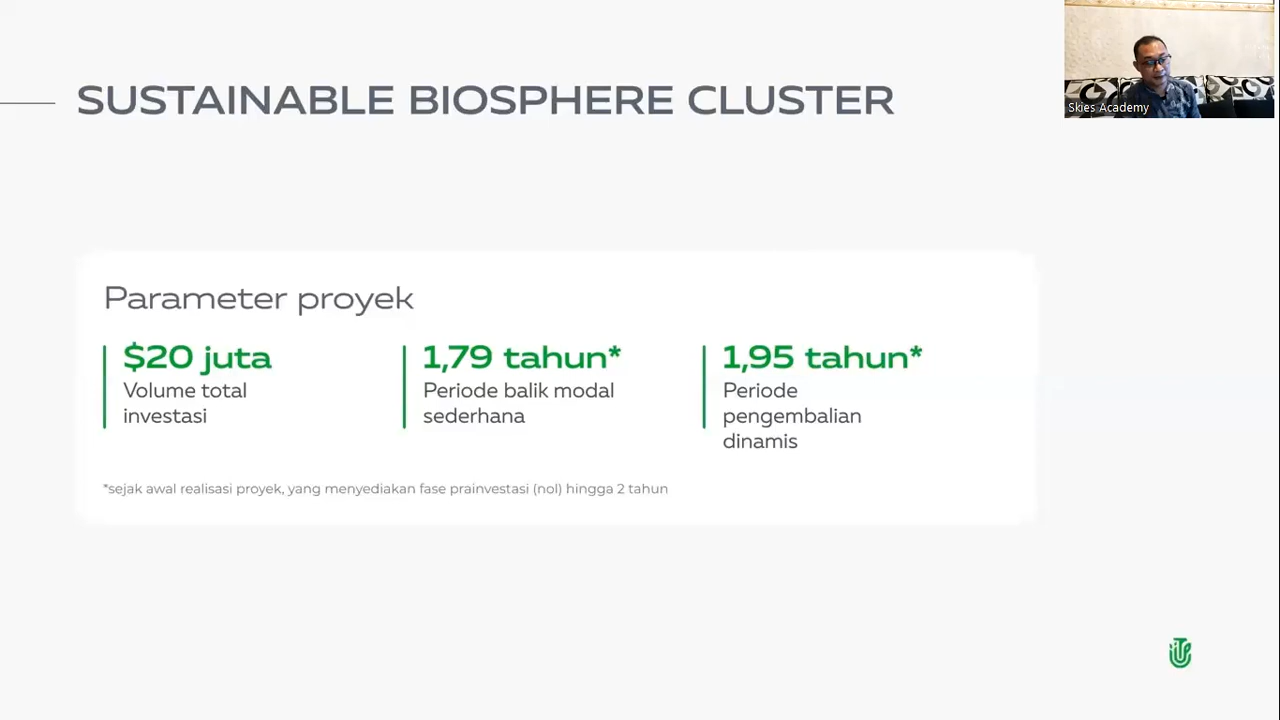 SUSTAINABLE BIOSPHERE CLUSTER
Skies Academy
Parameter proyek
$20 juta
Volume total
investasi
1,79 tahun*
Periode balik modal
sederhana
1,95 tahun*
Periode
pengembalian
dinamis
*sejak awal realisasi proyek, yang menyediakan fase prainvestasi (nol) hingga 2 tahun